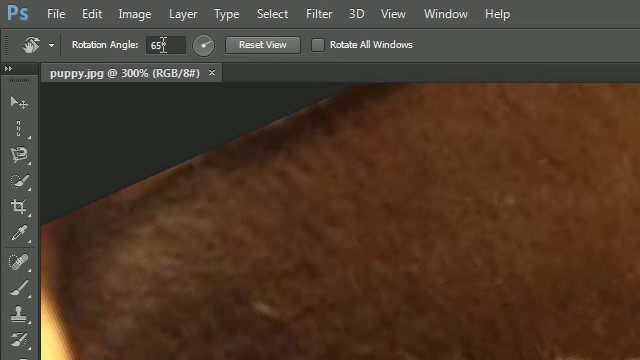 Ps File Edit Image Layer Type Select Filter 3D View Window Help
Rotation Angle: 65° Reset View Rotate All Windows
puppy.jpg @ 300% (RGB/8#) ×